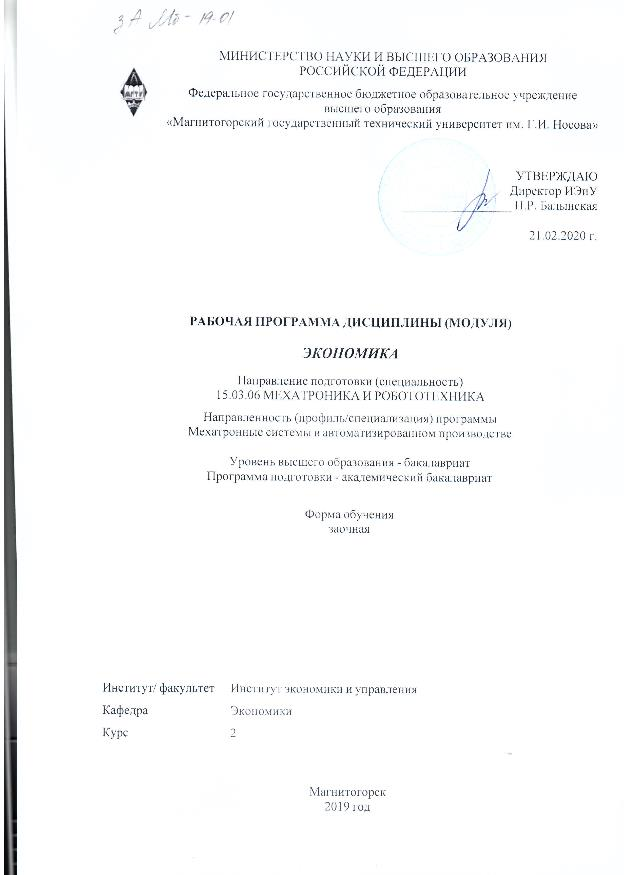 МИНИСТЕРСТВО НАУКИ И ВЫСШЕГО ОБРАЗОВАНИЯ
РОССИЙСКОЙ ФЕДЕРАЦИИ
Федеральное государственное бюджетное образовательное учреждение
высшего образования
«Магнитогорский государственный технический университет им. Г.И. Носова»
УТВЕРЖДАЮ
Директор ИЭиУ
Н.Р. Балынская
21.02.2020 г.
РАБОЧАЯ ПРОГРАММА ДИСЦИПЛИНЫ (МОДУЛЯ)
ЭКОНОМИКА
Направление подготовки (специальность)
15.03.06 МЕХАТРОНИКА И РОБОТОТЕХНИКА
Направленность (профиль/специализация) программы
Мехатронные системы в автоматизированном производстве
Уровень высшего образования - бакалавриат
Программа подготовки - академический бакалавриат
Форма обучения
заочная
Институт/ факультет Институт экономики и управления
Кафедра Экономики
Курс 2
Магнитогорск
2019 год